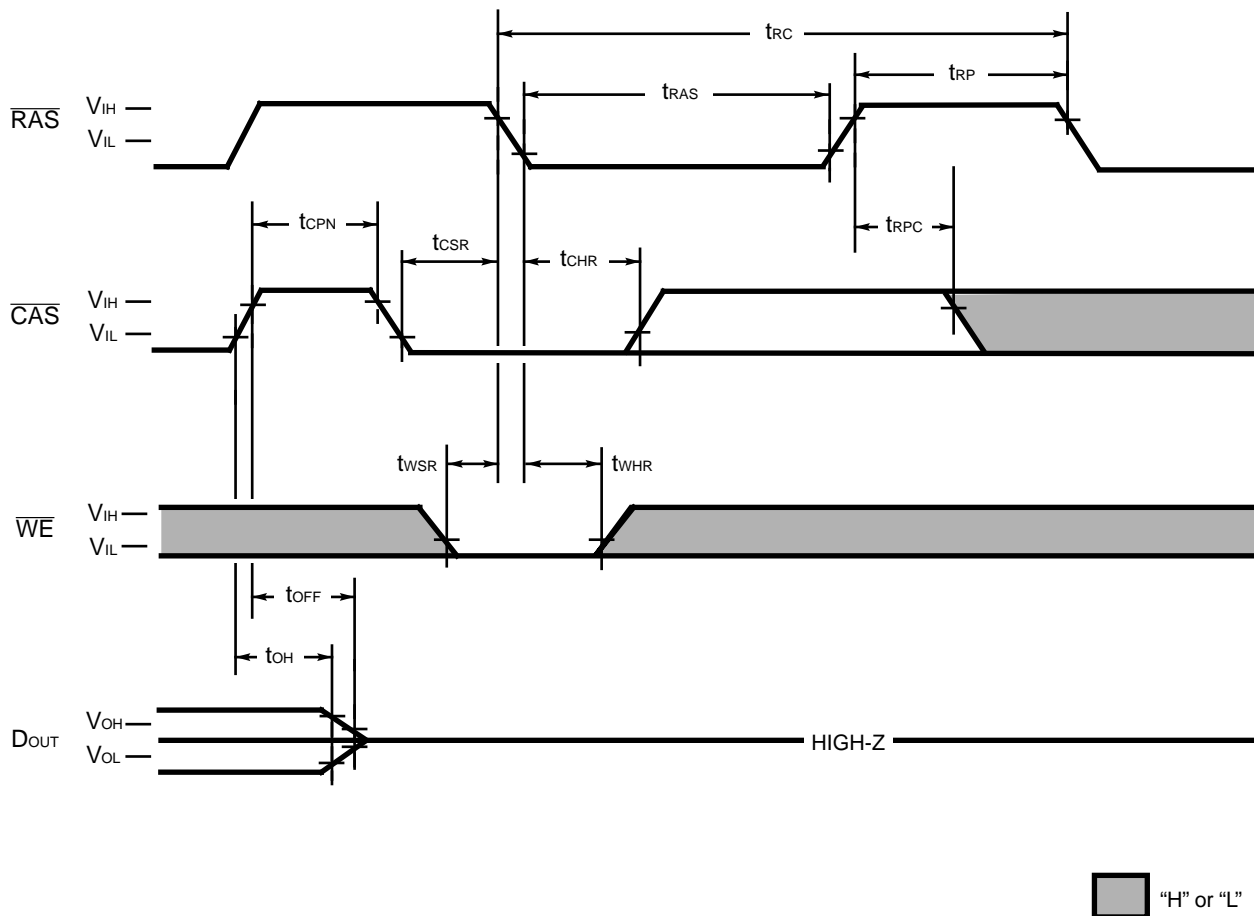 tRC
tRP
tRAS
RAS
VIH
VIL
tCPN
tCSR
tCHR
tRPC
CAS
VIH
VIL
tWSR
tWHR
WE
VIH
VIL
tOFF
tOH
DOUT
VOH
VOL
HIGH-Z
“H” or “L”